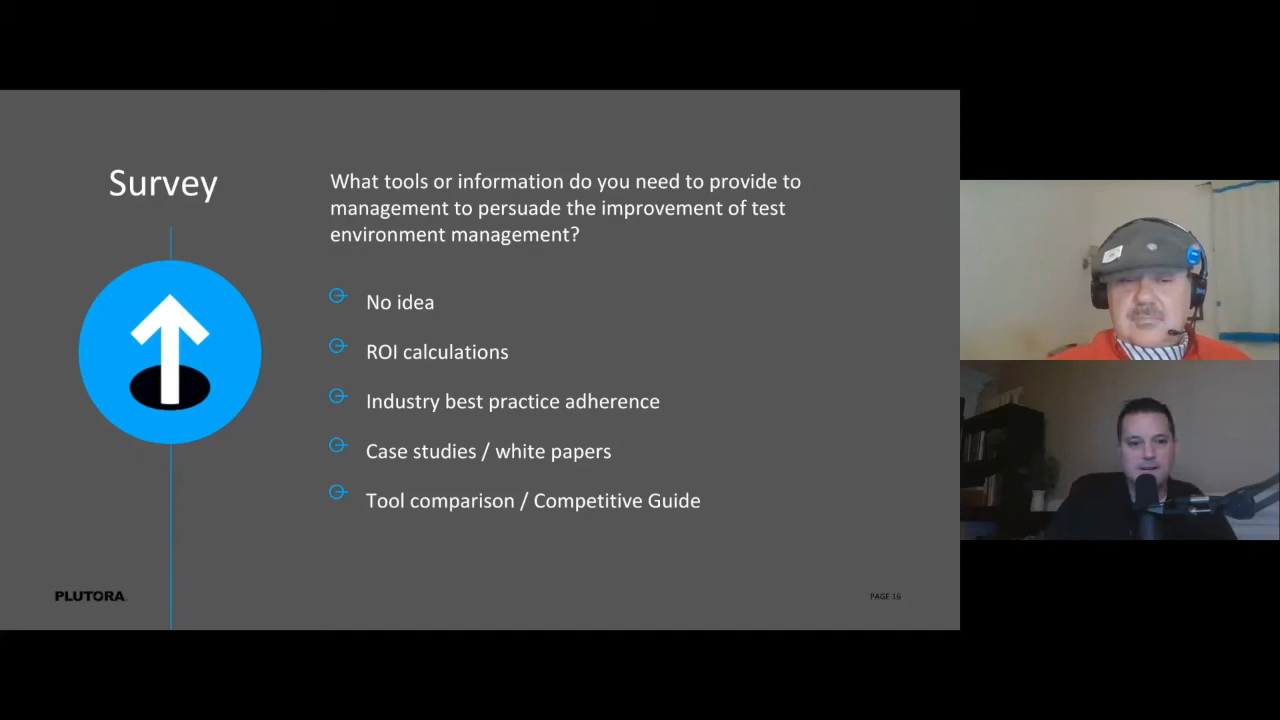 Survey
What tools or information do you need to provide to
management to persuade the improvement of test
environment management?
No idea
ROI calculations
Industry best practice adherence
Case studies / white papers
Tool comparison / Competitive Guide
PLUTORA
PAGE 16